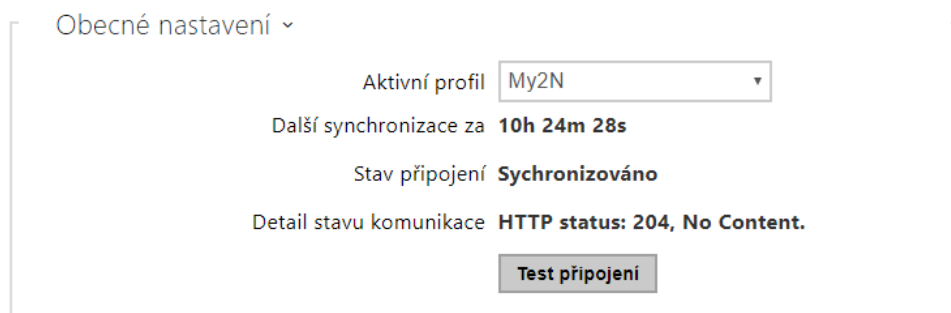 Obecné nastavení
Aktivní profil My2N
Další synchronizace za 10h 24m 28s
Stav připojení Sychronizováno
Detail stavu komunikace HTTP status: 204, No Content.
Test připojení